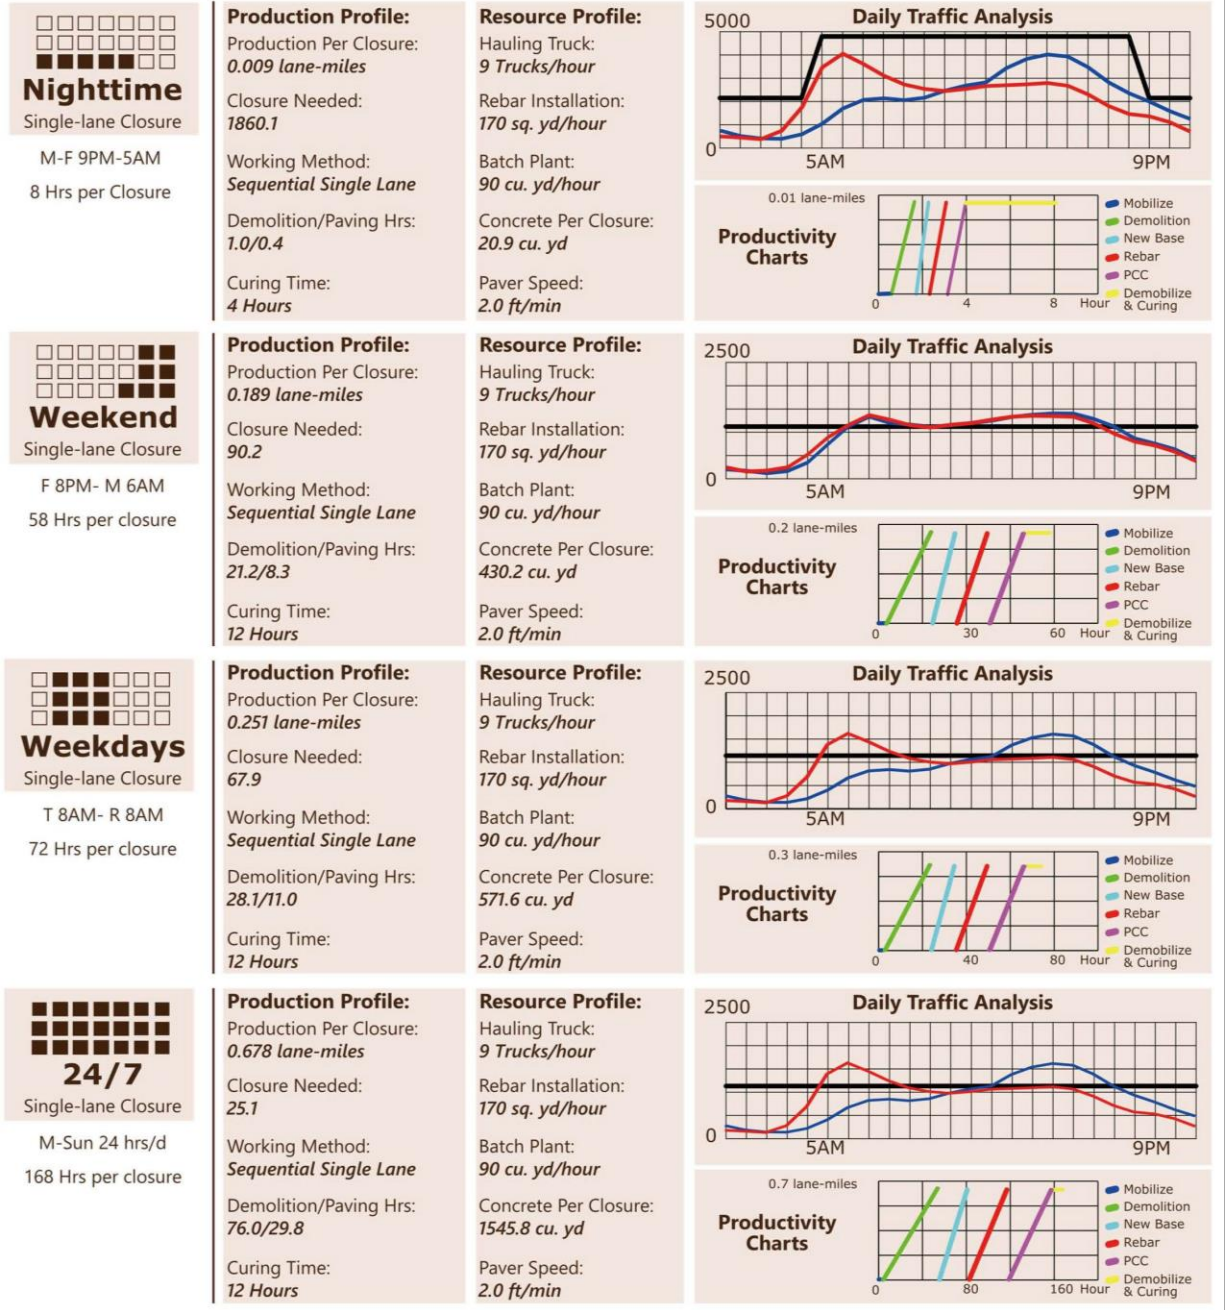 Nighttime
Single-lane Closure
M-F 9PM-5AM
8 Hrs per Closure
Production Profile:
Production Per Closure:
0.009 lane-miles
Closure Needed:
1860.1
Working Method:
Sequential Single Lane
Demolition/Paving Hrs:
1.0/0.4
Curing Time:
4 Hours
Resource Profile:
Hauling Truck:
9 Trucks/hour
Rebar Installation:
170 sq. yd/hour
Batch Plant:
90 cu. yd/hour
Concrete Per Closure:
20.9 cu. yd
Paver Speed:
2.0 ft/min
5000
Daily Traffic Analysis
0
5AM
9PM
0.01 lane-miles
Productivity
Charts
0
4
8
Hour
Mobilize
Demolition
New Base
Rebar
PCC
Demobilize
& Curing
Weekend
Single-lane Closure
F 8PM- M 6AM
58 Hrs per closure
Production Profile:
Production Per Closure:
0.189 lane-miles
Closure Needed:
90.2
Working Method:
Sequential Single Lane
Demolition/Paving Hrs:
21.2/8.3
Curing Time:
12 Hours
Resource Profile:
Hauling Truck:
9 Trucks/hour
Rebar Installation:
170 sq. yd/hour
Batch Plant:
90 cu. yd/hour
Concrete Per Closure:
430.2 cu. yd
Paver Speed:
2.0 ft/min
2500
Daily Traffic Analysis
0
5AM
9PM
0.2 lane-miles
Productivity
Charts
0
30
60
Hour
Mobilize
Demolition
New Base
Rebar
PCC
Demobilize
& Curing
Weekdays
Single-lane Closure
T 8AM- R 8AM
72 Hrs per closure
Production Profile:
Production Per Closure:
0.251 lane-miles
Closure Needed:
67.9
Working Method:
Sequential Single Lane
Demolition/Paving Hrs:
28.1/11.0
Curing Time:
12 Hours
Resource Profile:
Hauling Truck:
9 Trucks/hour
Rebar Installation:
170 sq. yd/hour
Batch Plant:
90 cu. yd/hour
Concrete Per Closure:
571.6 cu. yd
Paver Speed:
2.0 ft/min
2500
Daily Traffic Analysis
0
5AM
9PM
0.3 lane-miles
Productivity
Charts
0
40
80
Hour
Mobilize
Demolition
New Base
Rebar
PCC
Demobilize
& Curing
24/7
Single-lane Closure
M-Sun 24 hrs/d
168 Hrs per closure
Production Profile:
Production Per Closure:
0.678 lane-miles
Closure Needed:
25.1
Working Method:
Sequential Single Lane
Demolition/Paving Hrs:
76.0/29.8
Curing Time:
12 Hours
Resource Profile:
Hauling Truck:
9 Trucks/hour
Rebar Installation:
170 sq. yd/hour
Batch Plant:
90 cu. yd/hour
Concrete Per Closure:
1545.8 cu. yd
Paver Speed:
2.0 ft/min
2500
Daily Traffic Analysis
0
5AM
9PM
0.7 lane-miles
Productivity
Charts
0
80
160
Hour
Mobilize
Demolition
New Base
Rebar
PCC
Demobilize
& Curing